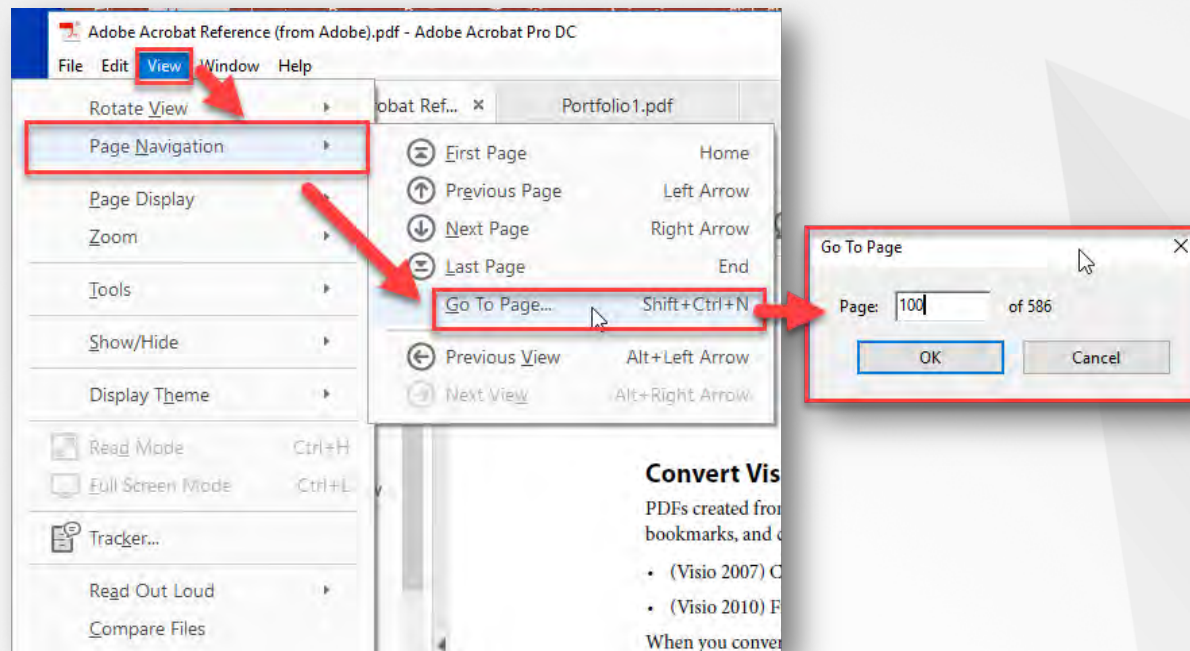 Adobe Acrobat Reference (from Adobe).pdf - Adobe Acrobat Pro DC
File Edit View Window Help
obat Ref... × Portfolio1.pdf
Rotate View
Page Navigation
Page Display
Zoom
Tools
Show/Hide
Display Theme
Read Mode Ctrl+H
Full Screen Mode Ctrl+L
Tracker...
Read Out Loud
Compare Files
First Page Home
Previous Page Left Arrow
Next Page Right Arrow
Last Page End
Go To Page... Shift+Ctrl+N
Previous View Alt+Left Arrow
Next View Alt+Right Arrow
Go To Page
Page: 100 of 586
OK Cancel
Convert Vis
PDFs created from
bookmarks, and
• (Visio 2007) C
• (Visio 2010) F
When you conver